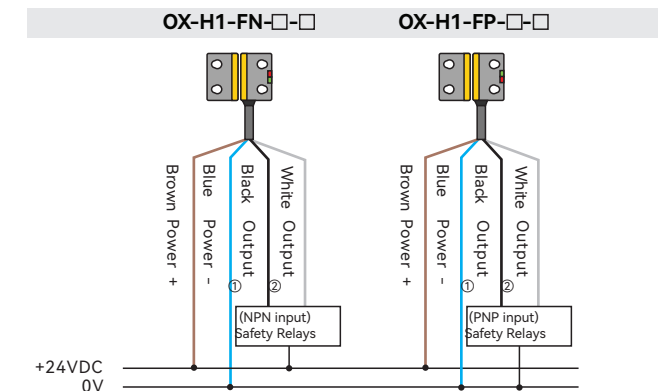 OX-H1-FN-□-□
OX-H1-FP-□-□
Brown Power +
Blue Power -
Black Output ①
White Output ②
Brown Power +
Blue Power -
Black Output ①
White Output ②
(NPN input)
Safety Relays
(PNP input)
Safety Relays
+24VDC
0V